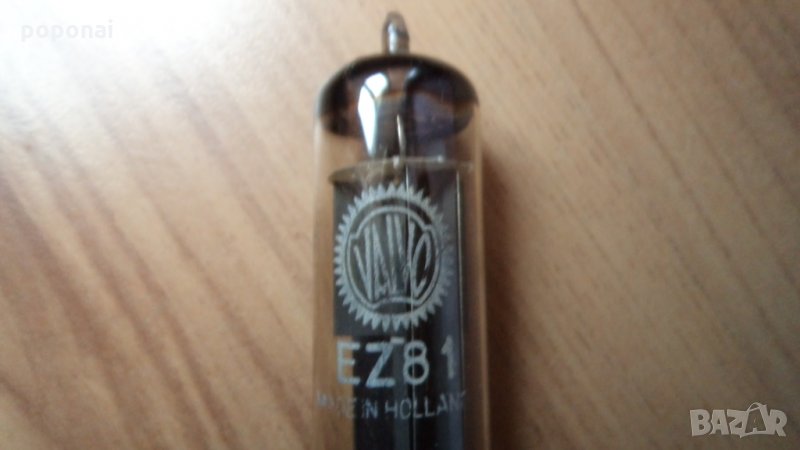 poponai
VALVO
EZ81
MADE IN HOLLAND
BAZAR